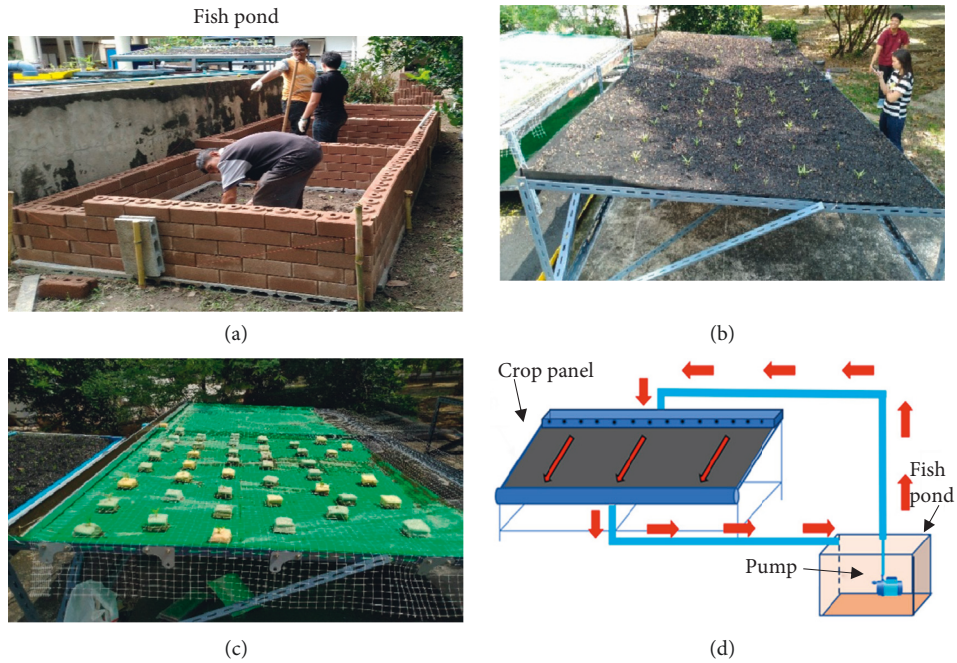 Fish pond
(a)
(b)
(c)
Crop panel
Fish
pond
Pump
(d)